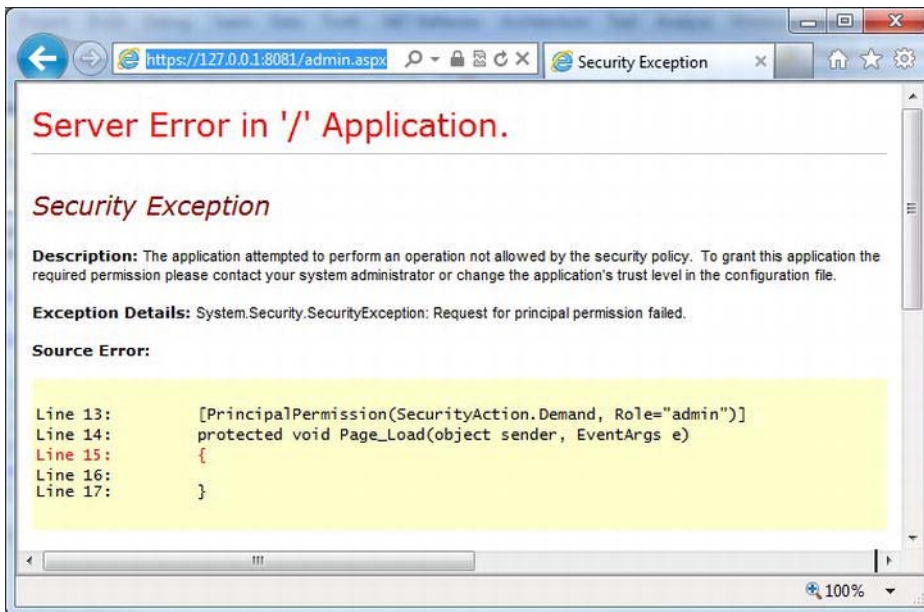 https://127.0.0.1:8081/admin.aspx
Security Exception
Server Error in '/' Application.
Security Exception
Description: The application attempted to perform an operation not allowed by the security policy. To grant this application the
required permission please contact your system administrator or change the application's trust level in the configuration file.
Exception Details: System.Security.SecurityException: Request for principal permission failed.
Source Error:
Line 13: [PrincipalPermission(SecurityAction.Demand, Role="admin")]
Line 14: protected void Page_Load(object sender, EventArgs e)
Line 15: {
Line 16:
Line 17: }
100%